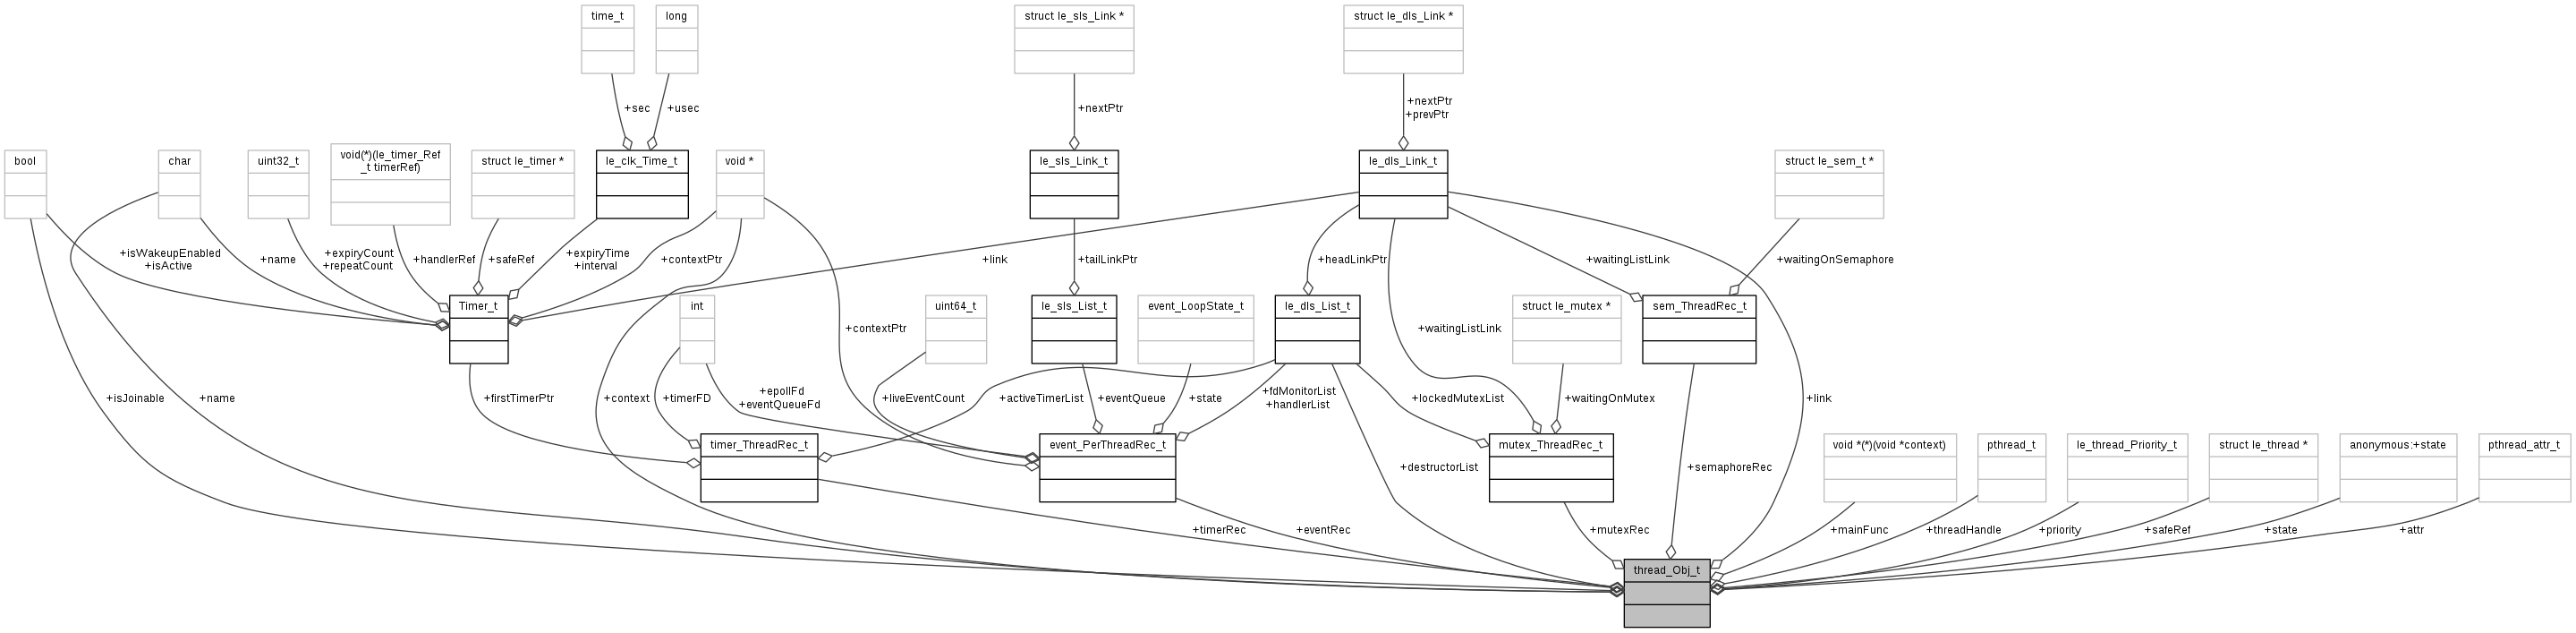 time_t
long
struct le_sls_Link *
struct le_dls_Link *
+sec
+usec
+nextPtr
+nextPtr
+prevPtr
bool
char
uint32_t
void(*)(le_timer_Ref
_t timerRef)
struct le_timer *
le_clk_Time_t
void *
le_sls_Link_t
le_dls_Link_t
struct le_sem_t *
+isWakeupEnabled
+isActive
+name
+expiryCount
+repeatCount
+handlerRef
+safeRef
+expiryTime
+interval
+contextPtr
+link
+tailLinkPtr
+headLinkPtr
+waitingListLink
+waitingOnSemaphore
Timer_t
int
uint64_t
le_sls_List_t
event_LoopState_t
le_dls_List_t
struct le_mutex *
sem_ThreadRec_t
+contextPtr
+waitingListLink
+isJoinable
+name
+firstTimerPtr
+context
+timerFD
+epollFd
+eventQueueFd
+liveEventCount
+activeTimerList
+eventQueue
+state
+fdMonitorList
+handlerList
+lockedMutexList
+waitingOnMutex
+link
timer_ThreadRec_t
event_PerThreadRec_t
mutex_ThreadRec_t
void *(*)(void *context)
pthread_t
le_thread_Priority_t
struct le_thread *
anonymous:+state
pthread_attr_t
+destructorList
+semaphoreRec
+timerRec
+eventRec
+mutexRec
+mainFunc
+threadHandle
+priority
+safeRef
+state
+attr
thread_Obj_t